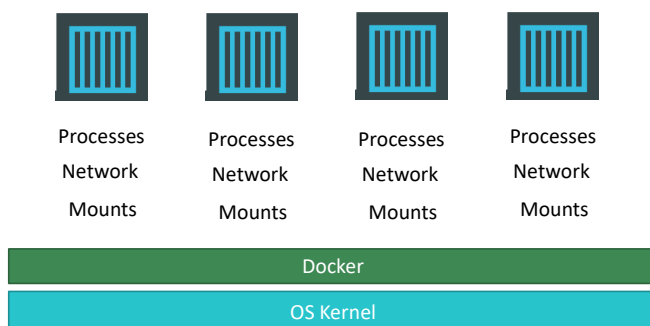 Processes Processes Processes Processes
Network Network Network Network
Mounts Mounts Mounts Mounts
Docker
OS Kernel